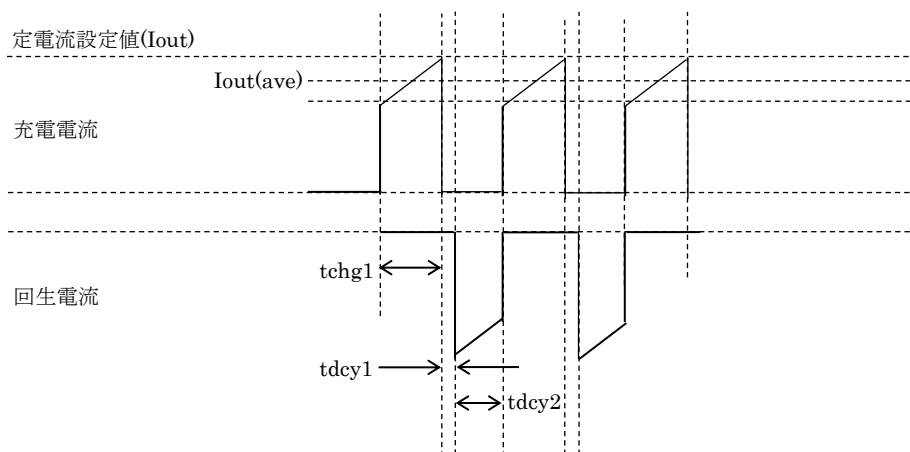 定電流設定値(Iout)
Iout(ave)
充電電流
tchg1
回生電流
tdcy1
tdcy2